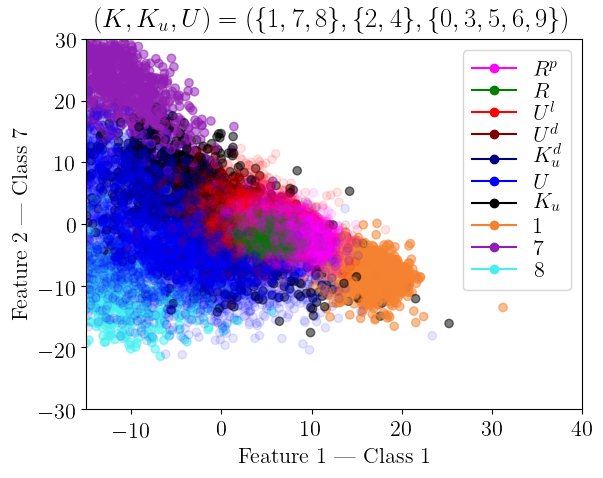 (K, K_u, U) = ({1, 7, 8}, {2, 4}, {0, 3, 5, 6, 9})
30
20
10
0
−10
−20
−30
Feature 2 — Class 7
R^p
R
U^l
U^d
K_u^d
U
K_u
1
7
8
−10
0
10
20
30
40
Feature 1 — Class 1